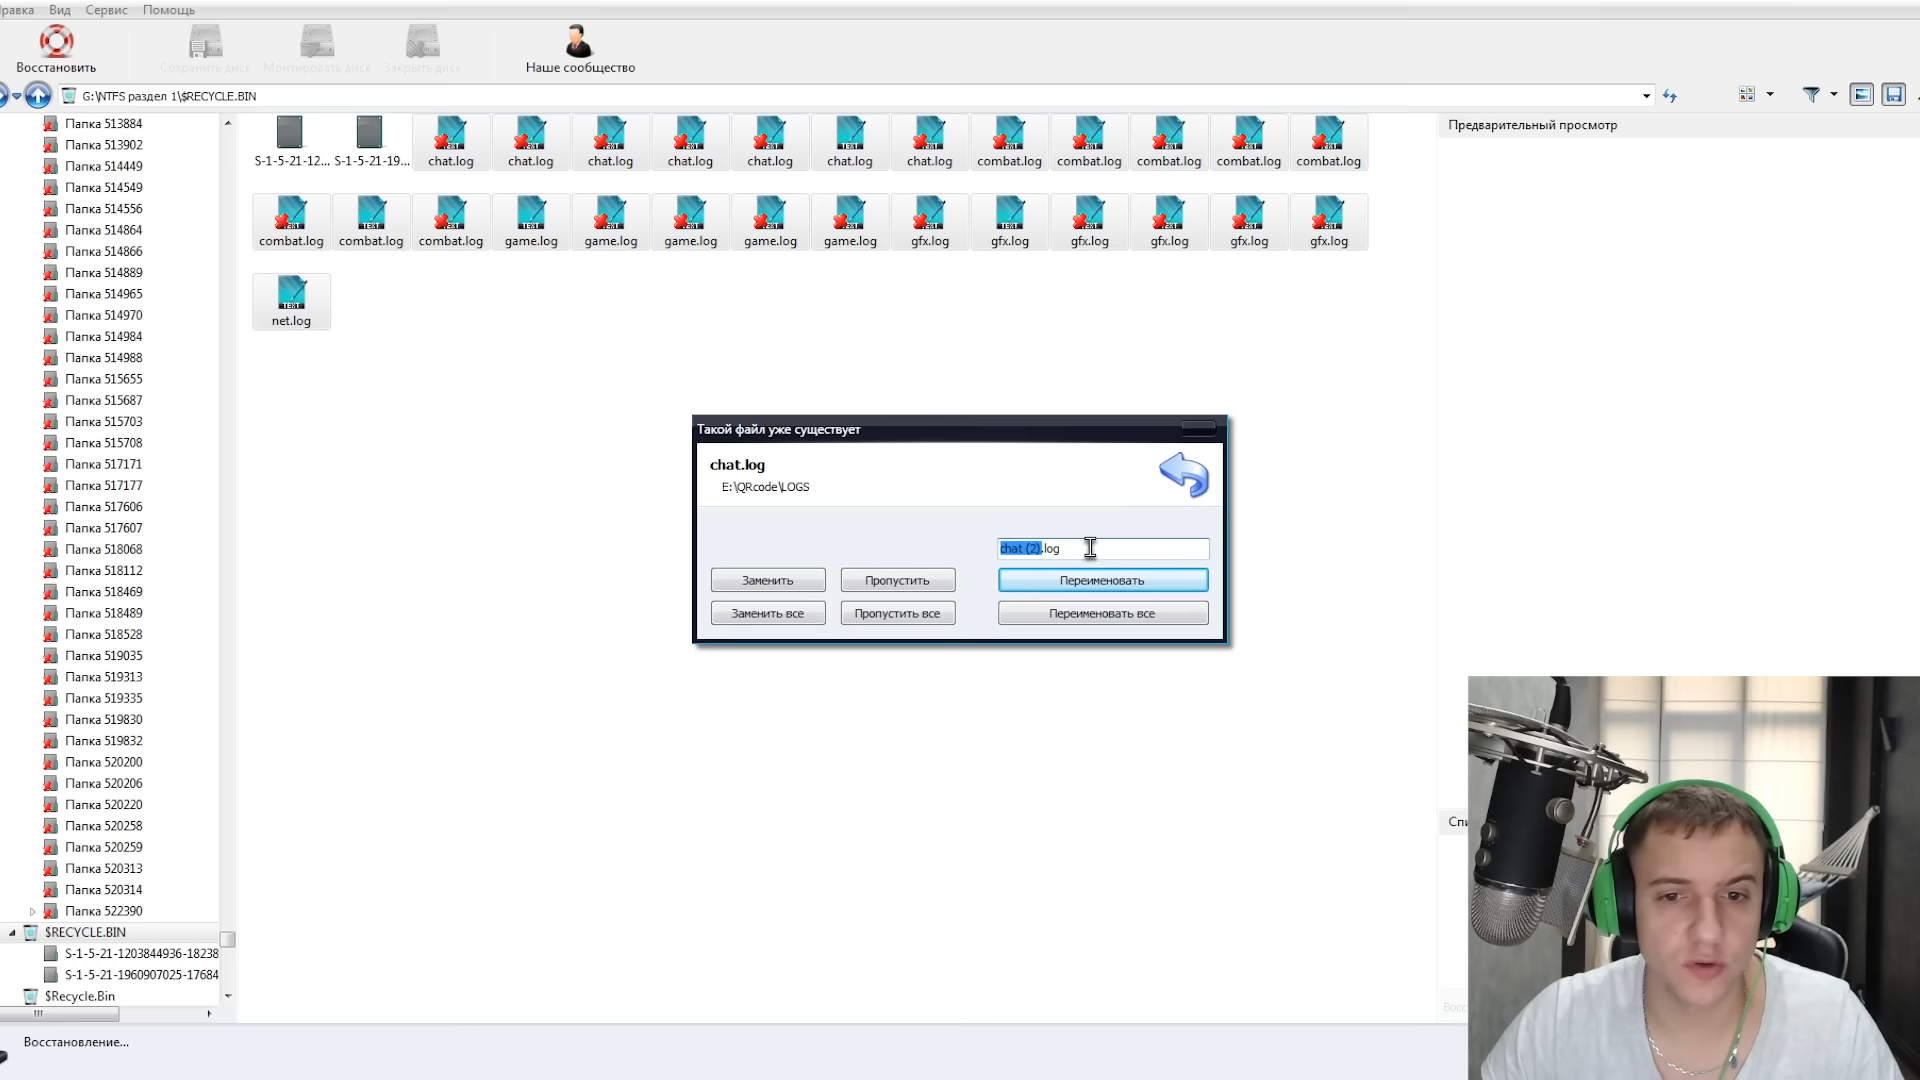 Вид Сервис Помощь
Восстановить Сохранить диск Монтировать диск Закрыть диск Наше сообщество
G:\NTFS раздел 1\$RECYCLE.BIN
Предварительный просмотр
Папка 513884
Папка 513902
Папка 514449
Папка 514549
Папка 514556
Папка 514864
Папка 514866
Папка 514889
Папка 514965
Папка 514970
Папка 514984
Папка 514988
Папка 515655
Папка 515687
Папка 515703
Папка 515708
Папка 517171
Папка 517177
Папка 517606
Папка 517607
Папка 518068
Папка 518112
Папка 518469
Папка 518489
Папка 518528
Папка 519035
Папка 519313
Папка 519335
Папка 519830
Папка 519832
Папка 520200
Папка 520206
Папка 520220
Папка 520258
Папка 520259
Папка 520313
Папка 520314
Папка 522390
$RECYCLE.BIN
S-1-5-21-1203844936-18238
S-1-5-21-1960907025-17684
$Recycle.Bin
S-1-5-21-12... S-1-5-21-19... chat.log chat.log chat.log chat.log chat.log chat.log chat.log combat.log combat.log combat.log combat.log combat.log
combat.log combat.log combat.log game.log game.log game.log game.log game.log gfx.log gfx.log gfx.log gfx.log gfx.log gfx.log
net.log
Такой файл уже существует
chat.log
E:\QRcode\LOGS
chat (2).log
Заменить Пропустить Переименовать
Заменить все Пропустить все Переименовать все
Восстановление...